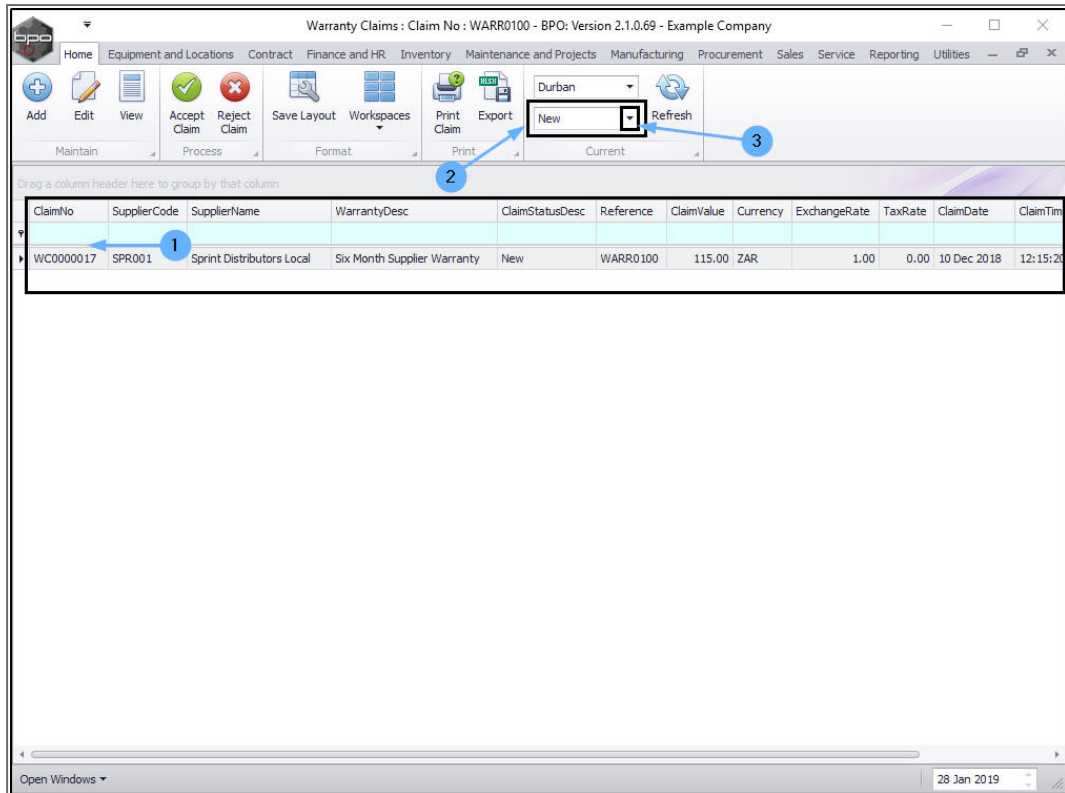 Warranty Claims : Claim No : WARR0100 - BPO: Version 2.1.0.69 - Example Company
bpo
Home Equipment and Locations Contract Finance and HR Inventory Maintenance and Projects Manufacturing Procurement Sales Service Reporting Utilities
XLSX
Durban
Add Edit View Accept Claim Reject Claim Save Layout Workspaces Print Claim Export New Refresh
3
Maintain Process Format Print Current
2
Drag a column header here to group by that column
ClaimNo SupplierCode SupplierName WarrantyDesc ClaimStatusDesc Reference ClaimValue Currency ExchangeRate TaxRate ClaimDate ClaimTim
1
WC0000017 SPR001 Sprint Distributors Local Six Month Supplier Warranty New WARR0100 115.00 ZAR 1.00 0.00 10 Dec 2018 12:15:20
Open Windows 28 Jan 2019